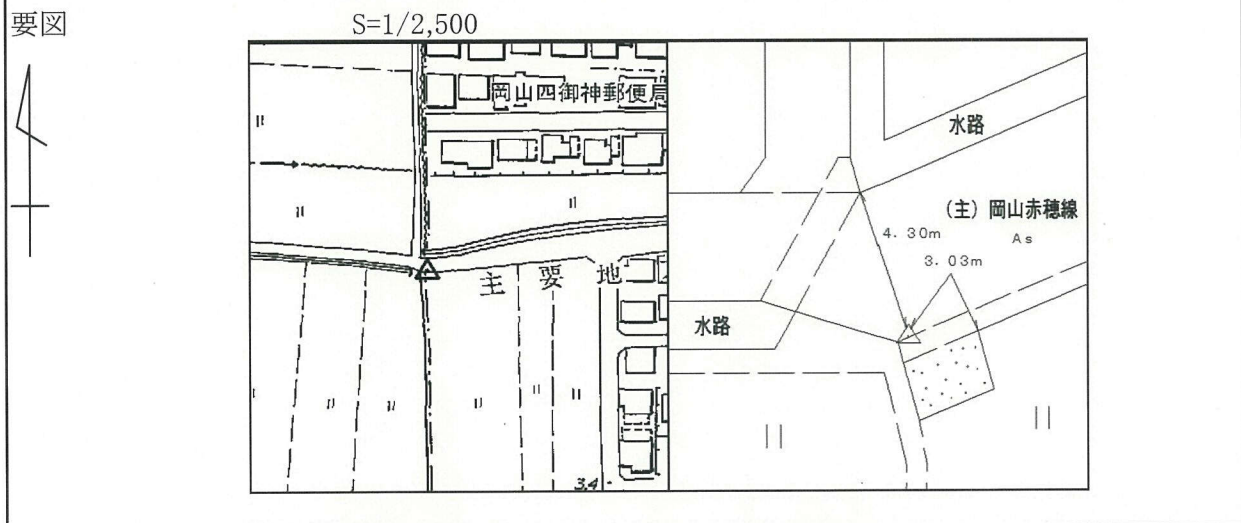 要図
S=1/2,500
岡山四御神郵便局
主要地
3.4
水路
(主) 岡山赤穂線
4.30m
As
3.03m
水路